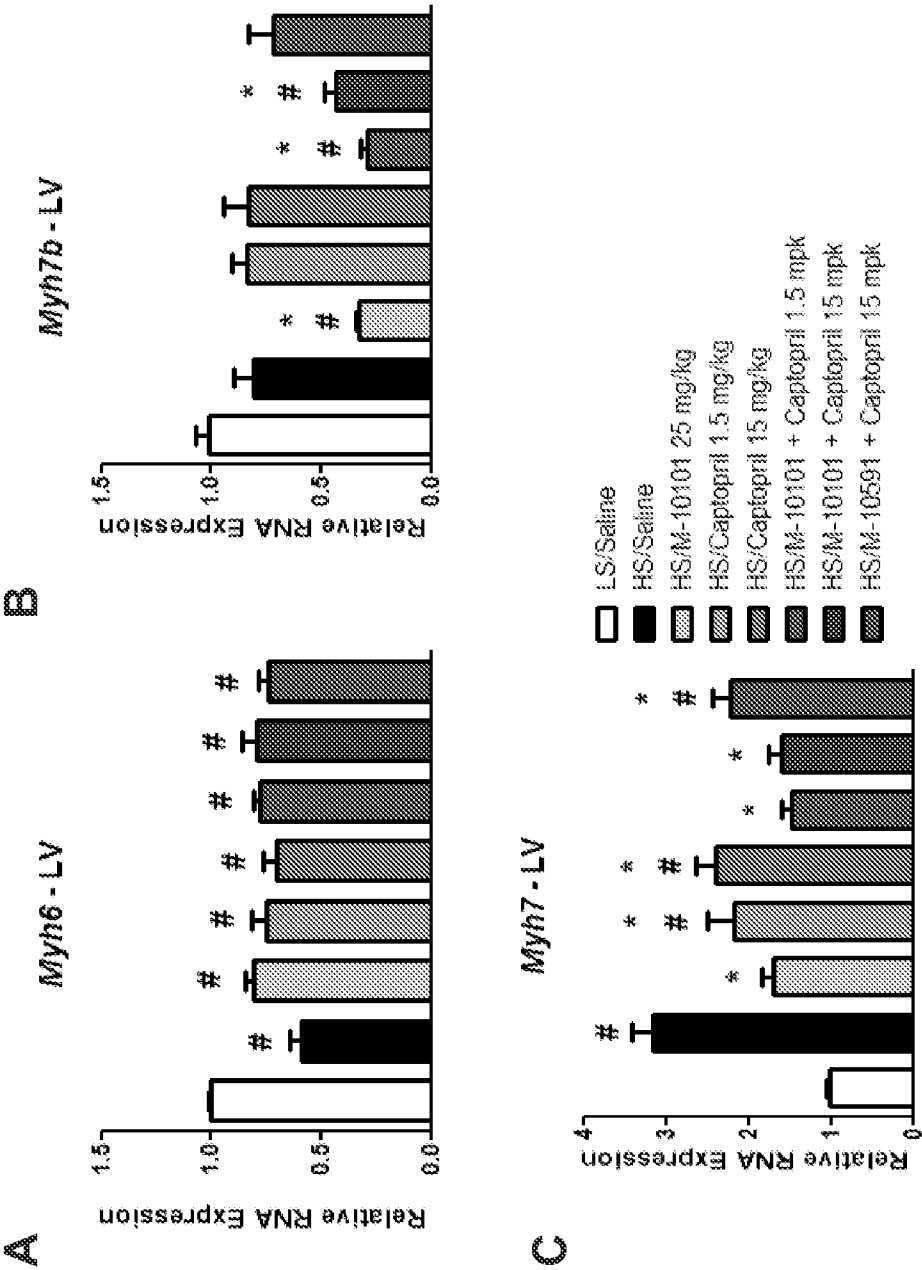 A
Myh6 - LV
Relative RNA Expression
1.5
1.0
0.5
0.0
#
#
#
#
#
#
#
B
Myh7b - LV
Relative RNA Expression
1.5
1.0
0.5
0.0
* #
* #
* #
C
Myh7 - LV
Relative RNA Expression
4
3
2
1
0
#
*
* #
* #
*
*
* #
LS/Saline
HS/Saline
HS/M-10101 25 mg/kg
HS/Captopril 1.5 mg/kg
HS/Captopril 15 mg/kg
HS/M-10101 + Captopril 1.5 mpk
HS/M-10101 + Captopril 15 mpk
HS/M-10591 + Captopril 15 mpk